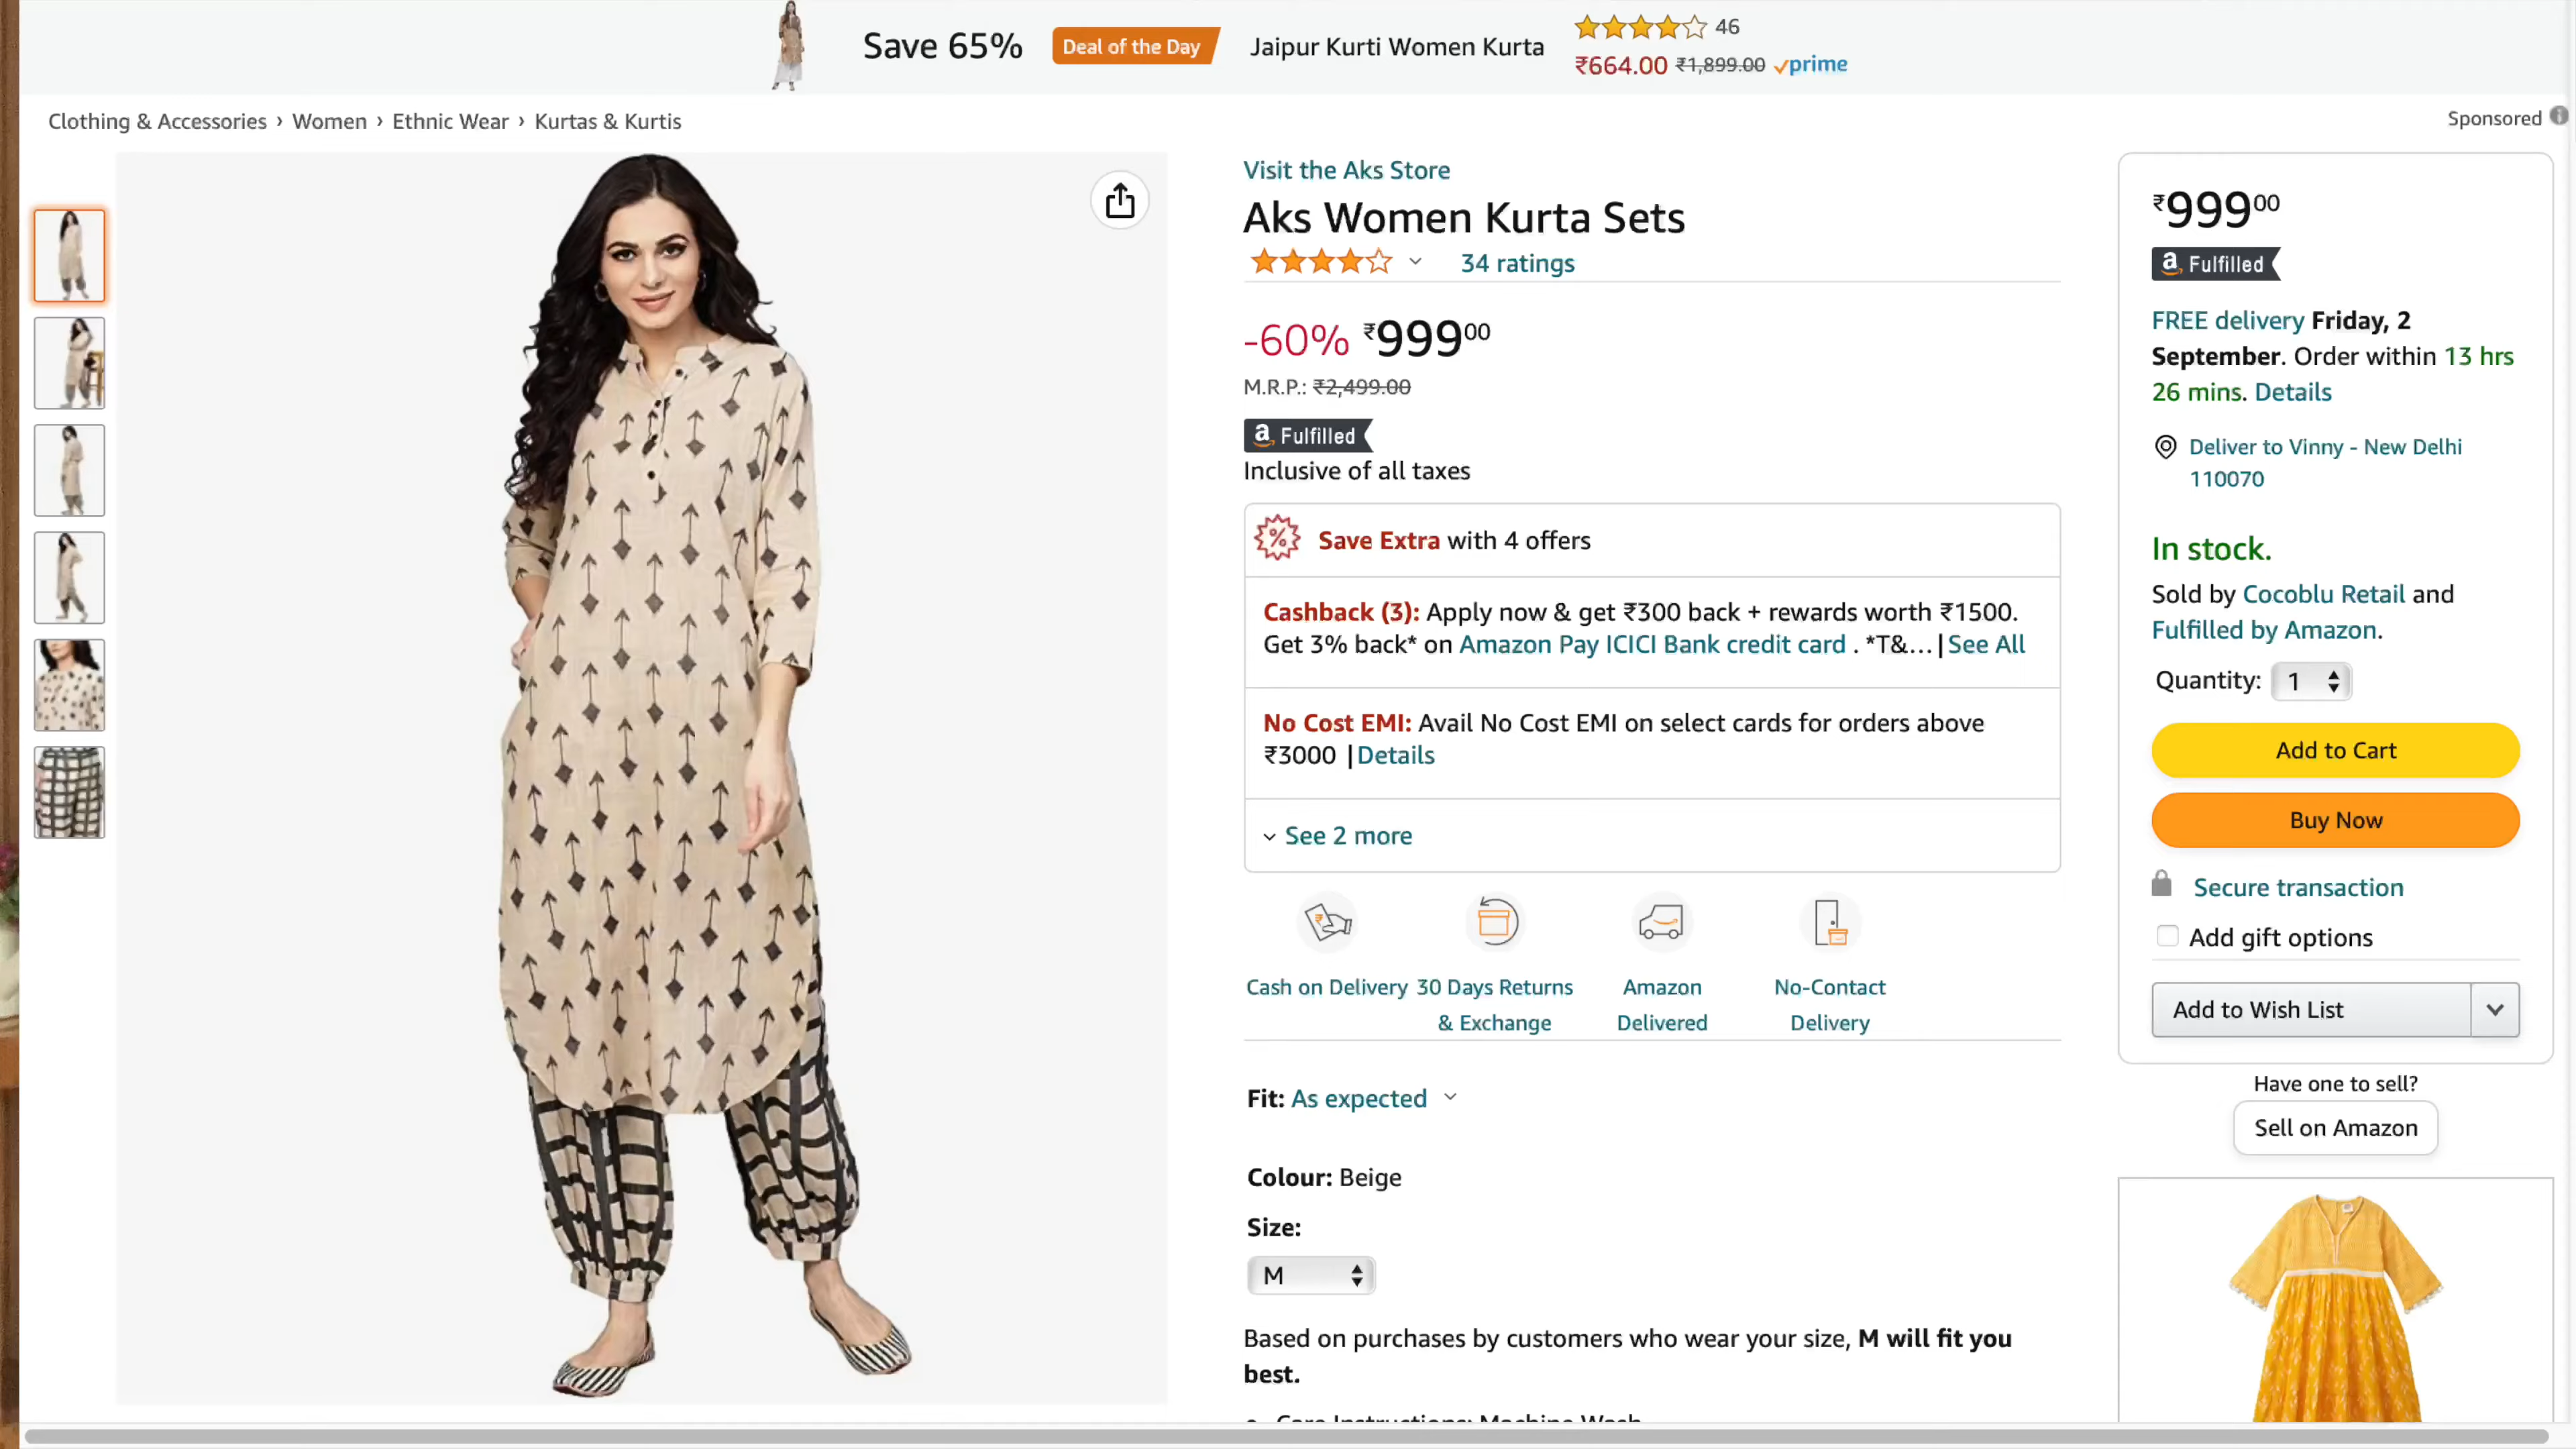 Save 65%
Deal of the Day
Jaipur Kurti Women Kurta
46
₹664.00 ₹1,899.00 prime
Clothing & Accessories › Women › Ethnic Wear › Kurtas & Kurtis
Sponsored
Visit the Aks Store
Aks Women Kurta Sets
34 ratings
-60% ₹99900
M.R.P.: ₹2,499.00
a Fulfilled
Inclusive of all taxes
Save Extra with 4 offers
Cashback (3): Apply now & get ₹300 back + rewards worth ₹1500.
Get 3% back* on Amazon Pay ICICI Bank credit card . *T&... | See All
No Cost EMI: Avail No Cost EMI on select cards for orders above
₹3000 | Details
See 2 more
Cash on Delivery
30 Days Returns
& Exchange
Amazon
Delivered
No-Contact
Delivery
Fit: As expected
Colour: Beige
Size:
M
Based on purchases by customers who wear your size, M will fit you
best.
• Care Instructions: Machine Wash
₹99900
a Fulfilled
FREE delivery Friday, 2
September. Order within 13 hrs
26 mins. Details
Deliver to Vinny - New Delhi
110070
In stock.
Sold by Cocoblu Retail and
Fulfilled by Amazon.
Quantity: 1
Add to Cart
Buy Now
Secure transaction
Add gift options
Add to Wish List
Have one to sell?
Sell on Amazon